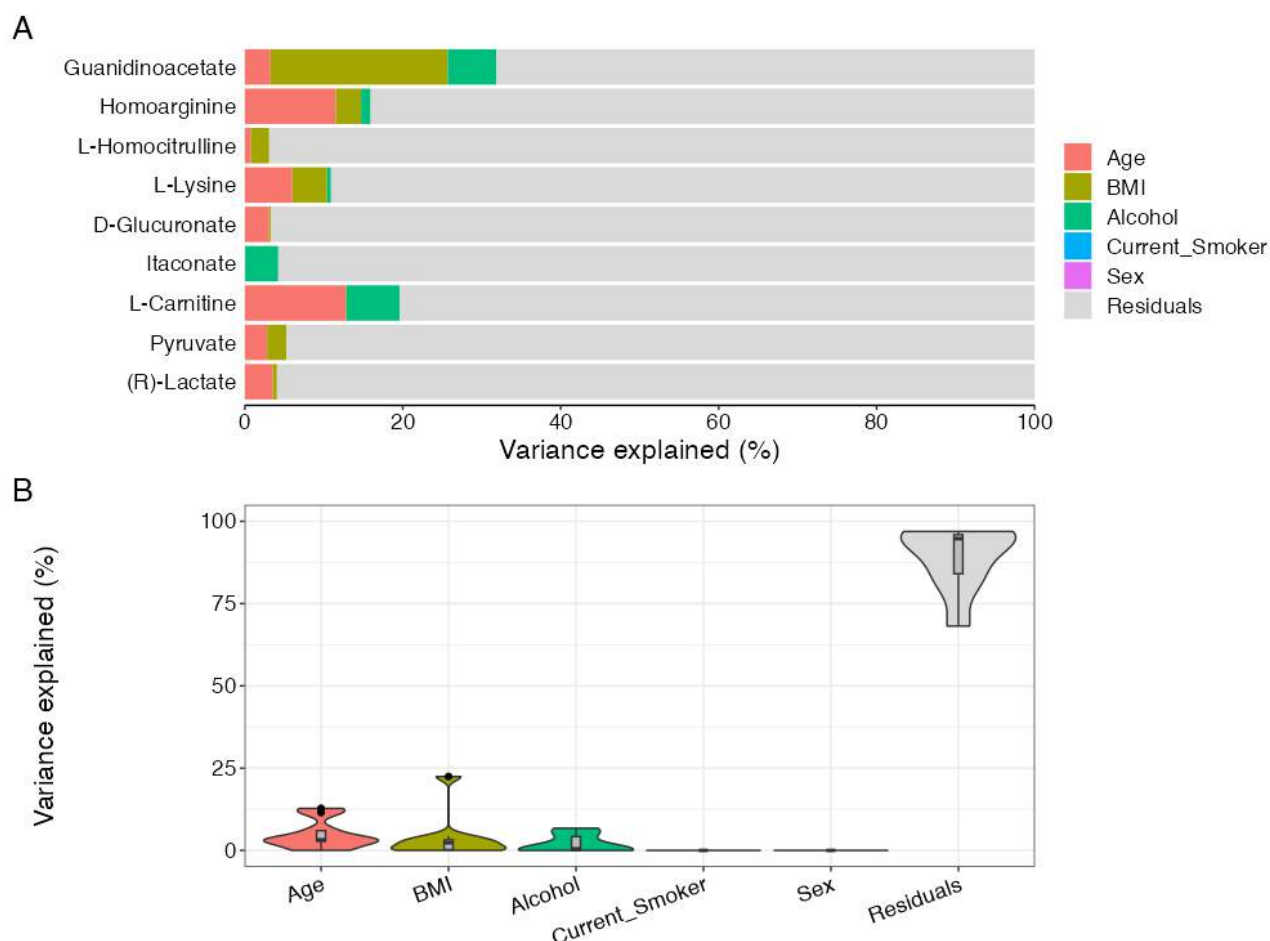 A
Guanidinoacetate
Homoarginine
L-Homocitrulline
L-Lysine
D-Glucuronate
Itaconate
L-Carnitine
Pyruvate
(R)-Lactate
0 20 40 60 80 100
Variance explained (%)
Age
BMI
Alcohol
Current_Smoker
Sex
Residuals
B
Variance explained (%)
100
75
50
25
0
Age BMI Alcohol Current_Smoker Sex Residuals